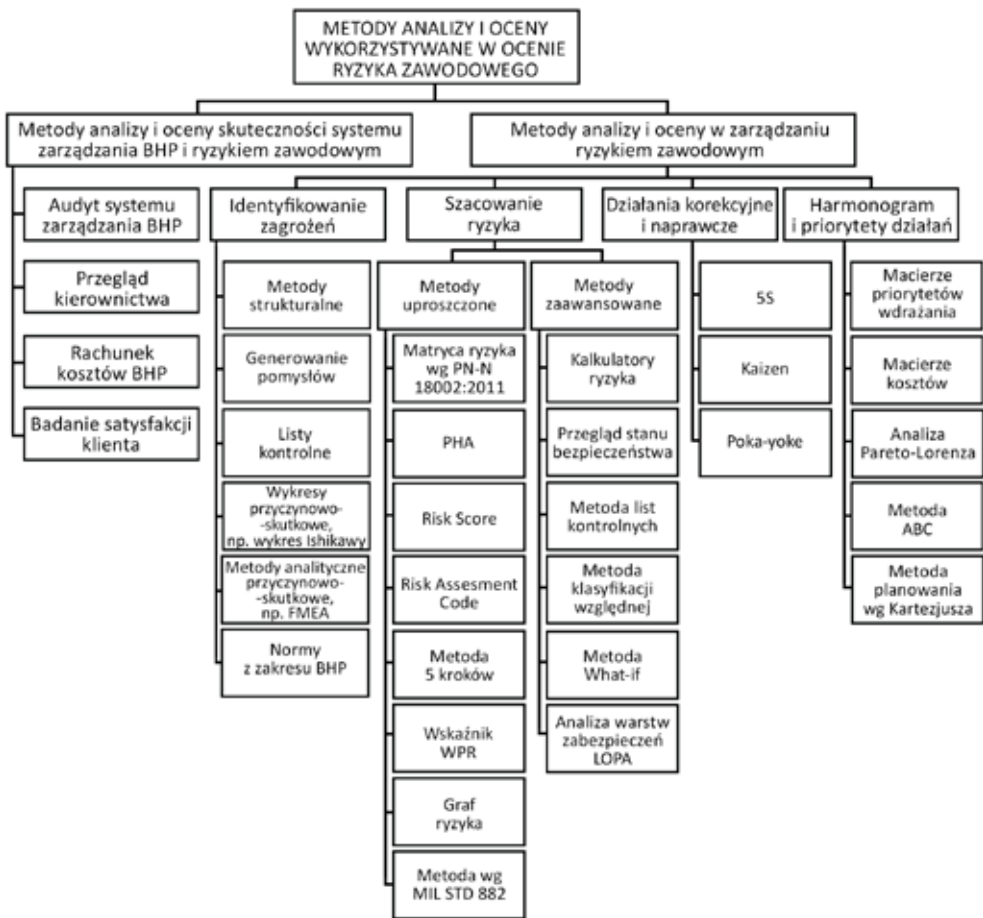 METODY ANALIZY I OCENY
WYKORZYSTYWANE W OCENIE
RYZYKA ZAWODOWEGO
Metody analizy i oceny skuteczności systemu
zarządzania BHP i ryzykiem zawodowym
Metody analizy i oceny w zarządzaniu
ryzykiem zawodowym
Audyt systemu
zarządzania BHP
Przegląd
kierownictwa
Rachunek
kosztów BHP
Badanie satysfakcji
klienta
Identyfikowanie
zagrożeń
Metody
strukturalne
Generowanie
pomysłów
Listy
kontrolne
Wykresy
przyczynowo-
-skutkowe,
np. wykres Ishikawy
Metody analityczne
przyczynowo-
-skutkowe,
np. FMEA
Normy
z zakresu BHP
Szacowanie
ryzyka
Metody
uproszczone
Matryca ryzyka
wg PN-N
18002:2011
PHA
Risk Score
Risk Assesment
Code
Metoda
5 kroków
Wskaźnik
WPR
Graf
ryzyka
Metoda wg
MIL STD 882
Metody
zaawansowane
Kalkulatory
ryzyka
Przegląd stanu
bezpieczeństwa
Metoda list
kontrolnych
Metoda
klasyfikacji
względnej
Metoda
What-if
Analiza warstw
zabezpieczeń
LOPA
Działania korekcyjne
i naprawcze
5S
Kaizen
Poka-yoke
Harmonogram
i priorytety działań
Macierze
priorytetów
wdrażania
Macierze
kosztów
Analiza
Pareto-Lorenza
Metoda
ABC
Metoda
planowania
wg Kartezjusza